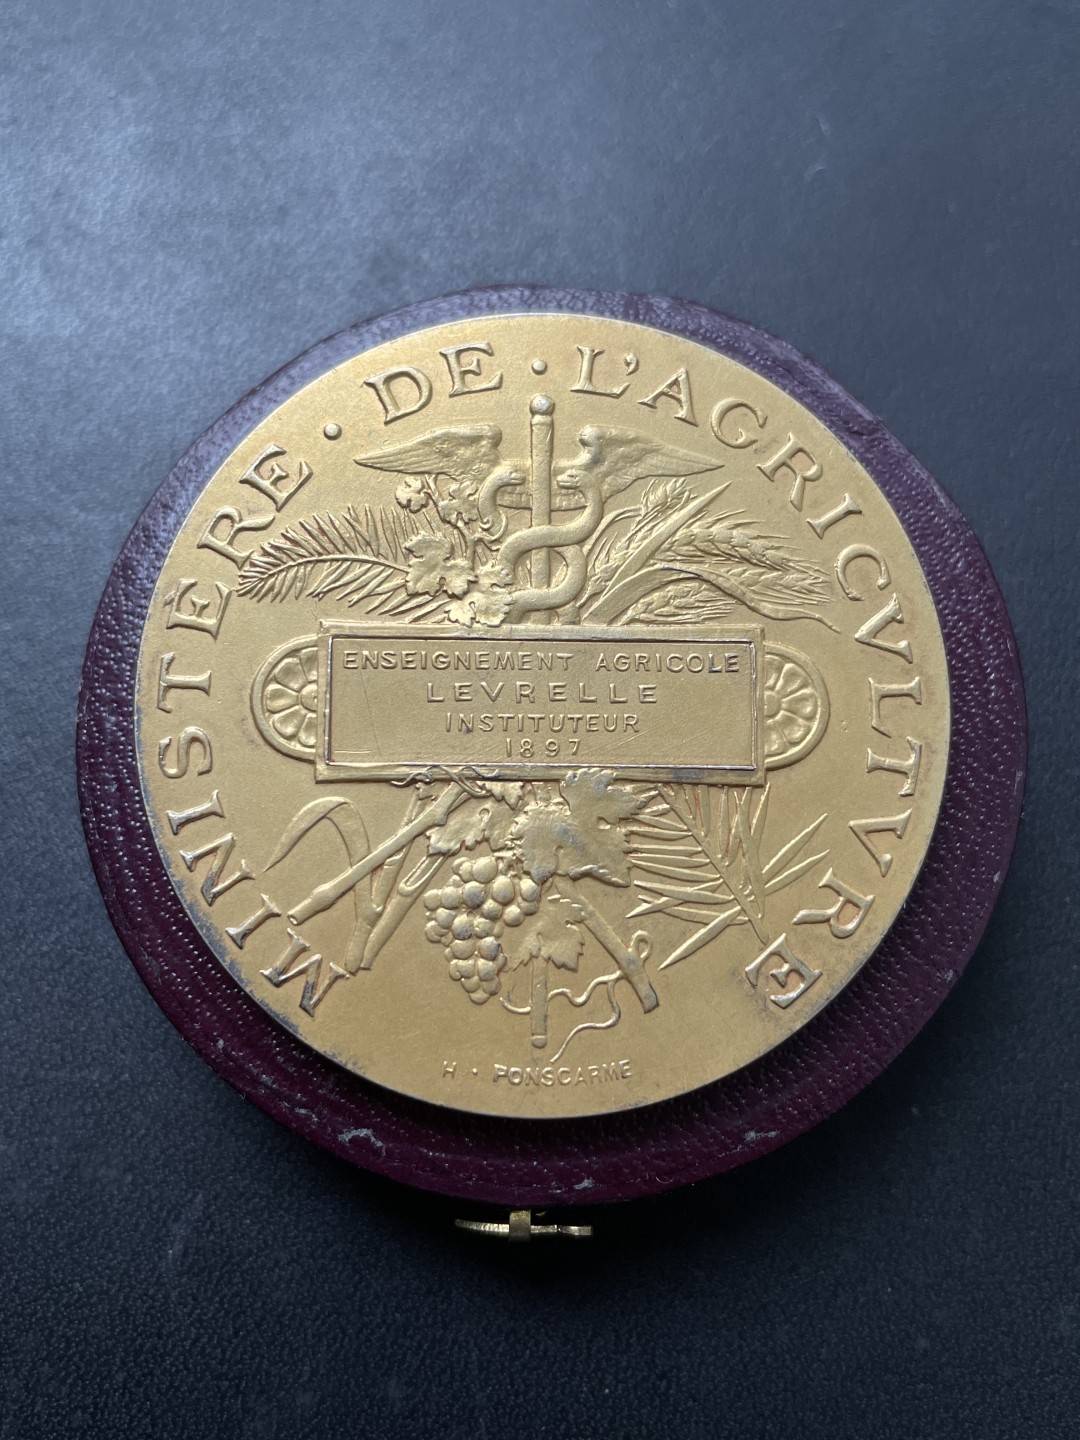 MINISTÈRE · DE · L'AGRICVLTVRE
ENSEIGNEMENT AGRICOLE
LEVRELLE
INSTITUTEUR
1897
H · PONSCARME